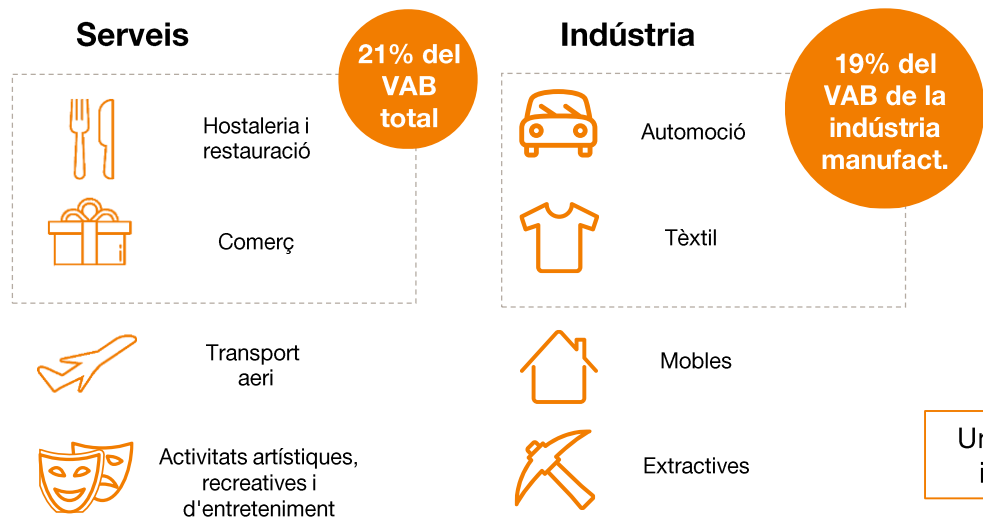 Serveis
21% del
VAB
total
Hostaleria i
restauració
Comerç
Transport
aeri
Activitats artístiques,
recreatives i
d'entreteniment
Indústria
19% del
VAB de la
indústria
manufact.
Automoció
Tèxtil
Mobles
Extractives